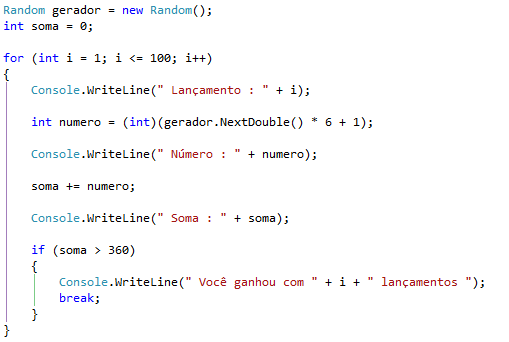 Random gerador = new Random();
int soma = 0;
for (int i = 1; i <= 100; i++)
{
Console.WriteLine(" Lançamento : " + i);
int numero = (int)(gerador.NextDouble() * 6 + 1);
Console.WriteLine(" Número : " + numero);
soma += numero;
Console.WriteLine(" Soma : " + soma);
if (soma > 360)
{
Console.WriteLine(" Você ganhou com " + i + " lançamentos ");
break;
}
}